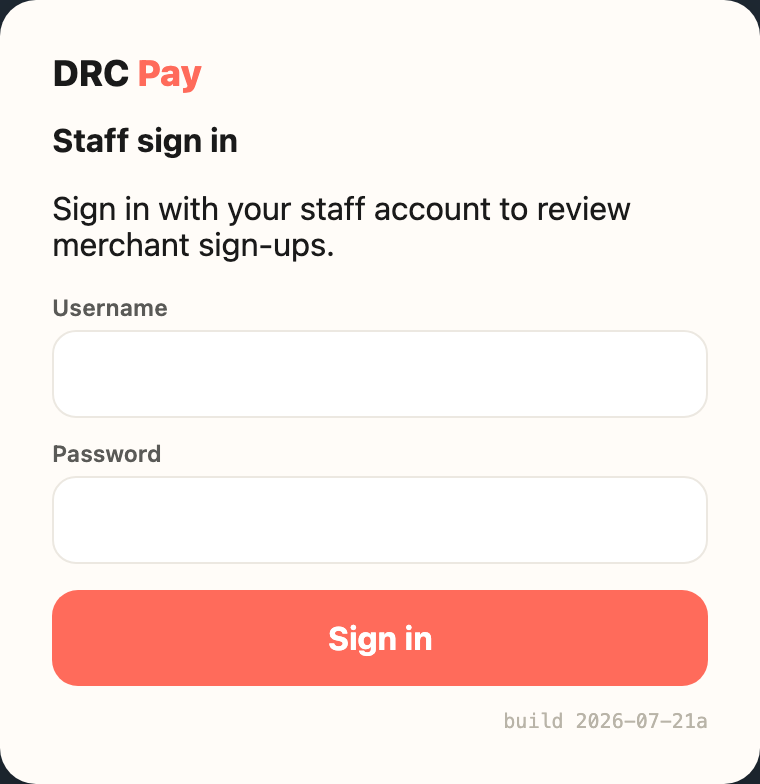 DRC Pay
Staff sign in
Sign in with your staff account to review
merchant sign-ups.
Username
Password
Sign in
build 2026-07-21a